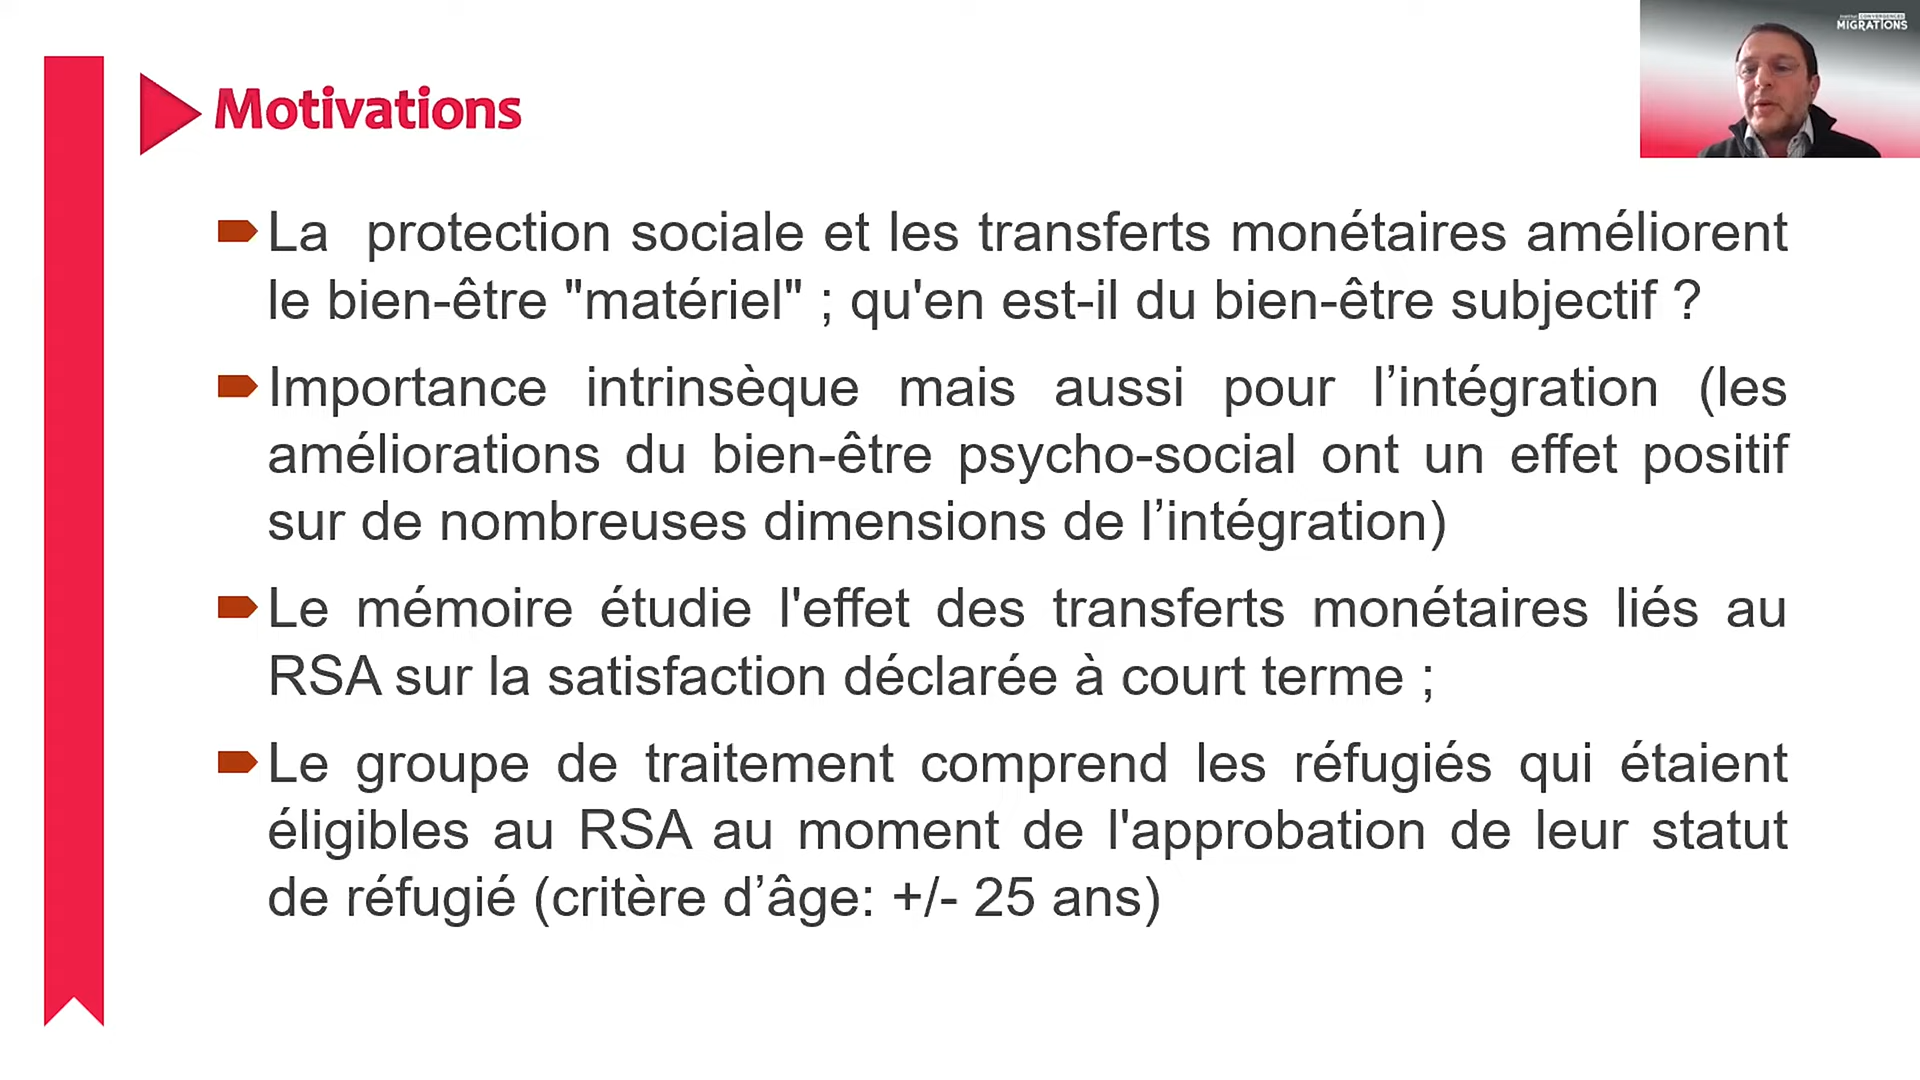 Motivations
La protection sociale et les transferts monétaires améliorent
le bien-être "matériel" ; qu'en est-il du bien-être subjectif ?
Importance intrinsèque mais aussi pour l’intégration (les
améliorations du bien-être psycho-social ont un effet positif
sur de nombreuses dimensions de l’intégration)
Le mémoire étudie l'effet des transferts monétaires liés au
RSA sur la satisfaction déclarée à court terme ;
Le groupe de traitement comprend les réfugiés qui étaient
éligibles au RSA au moment de l'approbation de leur statut
de réfugié (critère d’âge: +/- 25 ans)
CONVERGENCES
MIGRATIONS